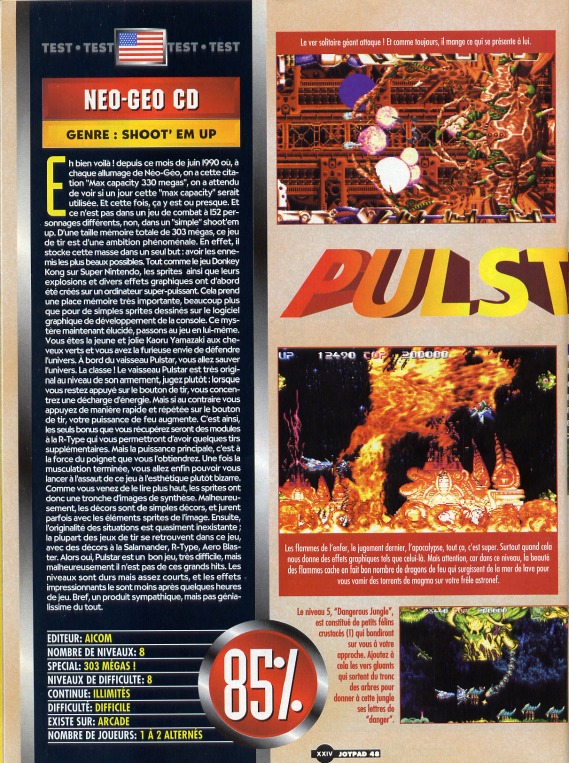 TEST • TEST TEST • TEST
NEO-GEO CD
GENRE : SHOOT' EM UP
Eh bien voilà ! depuis ce mois de juin 1990 où, à
chaque allumage de Néo-Géo, on a cette cita-
tion "Max capacity 330 megas", on a attendu
de voir si un jour cette "max capacity" serait
utilisée. Et cette fois, ça y est ou presque. Et
ce n'est pas dans un jeu de combat à 152 per-
sonnages différents, non, dans un "simple" shoot'em
up. D'une taille mémoire totale de 303 mégas, ce jeu
de tir est d'une ambition phénoménale. En effet, il
stocke cette masse dans un seul but : avoir les enne-
mis les plus beaux possibles. Tout comme le jeu Donkey
Kong sur Super Nintendo, les sprites ainsi que leurs
explosions et divers effets graphiques ont d'abord
été créés sur un ordinateur super-puissant. Cela prend
une place mémoire très importante, beaucoup plus
que pour de simples sprites dessinés sur le logiciel
graphique de développement de la console. Ce mys-
tère maintenant élucidé, passons au jeu en lui-même.
Vous êtes la jeune et jolie Kaoru Yamazaki aux che-
veux verts et vous avez la furieuse envie de défendre
l'univers. À bord du vaisseau Pulstar, vous allez sauver
l'univers. La classe ! Le vaisseau Pulstar est très origi-
nal au niveau de son armement, jugez plutôt : lorsque
vous restez appuyé sur le bouton de tir, vous concen-
trez une décharge d'énergie. Mais si au contraire vous
appuyez de manière rapide et répétée sur le bouton
de tir, votre puissance de feu augmente. C'est ainsi,
les seuls bonus que vous récupérez seront des modules
à la R-Type qui vous permettront d'avoir quelques tirs
supplémentaires. Mais la puissance principale, c'est à
la force du poignet que vous l'obtiendrez. Une fois la
musculation terminée, vous allez enfin pouvoir vous
lancer à l'assaut de ce jeu à l'esthétique plutôt bizarre.
Comme vous venez de le lire plus haut, les sprites ont
donc une tronche d'images de synthèse. Malheureu-
sement, les décors sont de simples décors, et jurent
parfois avec les éléments sprites de l'image. Ensuite,
l'originalité des situations est quasiment inexistante ;
la plupart des jeux de tir se retrouvent dans ce jeu,
avec des décors à la Salamander, R-Type, Aero Blas-
ter. Alors oui, Pulstar est un bon jeu, très difficile, mais
malheureusement il n'est pas de ces grands hits. Les
niveaux sont durs mais assez courts, et les effets
impressionnants le sont moins après quelques heures
de jeu. Bref, un produit sympathique, mais pas génia-
lissime du tout.
EDITEUR: AICOM
NOMBRE DE NIVEAUX: 8
SPECIAL: 303 MÉGAS !
NIVEAUX DE DIFFICULTE: 8
CONTINUE: ILLIMITÉS
DIFFICULTÉ: DIFFICILE
EXISTE SUR: ARCADE
NOMBRE DE JOUEURS: 1 À 2 ALTERNÉS
85%
Le ver solitaire géant attaque ! Et comme toujours, il mange ce qui se présente à lui.
PULST
UP 12490 TOP 200000
Les flammes de l'enfer, le jugement dernier, l'apocalypse, tout ça, c'est super. Surtout quand cela
nous donne des effets graphiques tels que celui-là. Mais attention, car dans ce niveau, la beauté
des flammes cache en fait bon nombre de dragons de feu qui surgissent de la mer de lave pour
vous vomir des torrents de magma sur votre frêle astronef.
Le niveau 5, "Dangerous Jungle",
est constitué de petits félins
crustacés (!) qui bondiront
sur vous à votre
approche. Ajoutez à
cela les vers gluants
qui sortent du tronc
des arbres pour
donner à cette jungle
ses lettres de
"danger".
XXIV JOYPAD 48